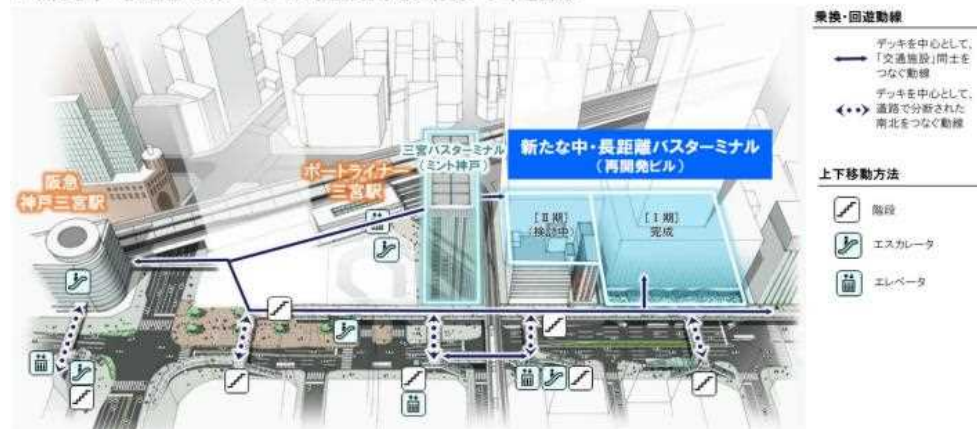 乗換・回遊動線
デッキを中心として、
「交通施設」同士を
つなぐ動線
デッキを中心として、
道路で分断された
南北をつなぐ動線
上下移動方法
階段
エスカレータ
エレベータ
阪急
神戸三宮駅
ポートライナー
三宮駅
三宮バスターミナル
(ミント神戸)
新たな中・長距離バスターミナル
(再開発ビル)
[Ⅱ期]
検討中
[Ⅰ期]
完成